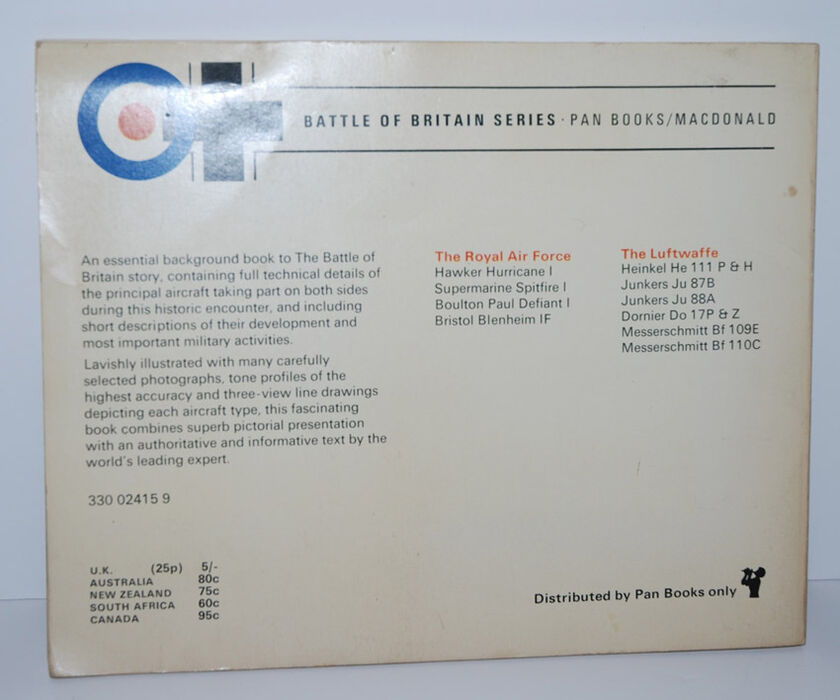 BATTLE OF BRITAIN SERIES · PAN BOOKS/MACDONALD
An essential background book to The Battle of
Britain story, containing full technical details of
the principal aircraft taking part on both sides
during this historic encounter, and including
short descriptions of their development and
most important military activities.
Lavishly illustrated with many carefully
selected photographs, tone profiles of the
highest accuracy and three-view line drawings
depicting each aircraft type, this fascinating
book combines superb pictorial presentation
with an authoritative and informative text by the
world's leading expert.
330 02415 9
The Royal Air Force
Hawker Hurricane I
Supermarine Spitfire I
Boulton Paul Defiant I
Bristol Blenheim IF
The Luftwaffe
Heinkel He 111 P & H
Junkers Ju 87B
Junkers Ju 88A
Dornier Do 17P & Z
Messerschmitt Bf 109E
Messerschmitt Bf 110C
U.K. (25p) 5/-
AUSTRALIA 80c
NEW ZEALAND 75c
SOUTH AFRICA 60c
CANADA 95c
Distributed by Pan Books only